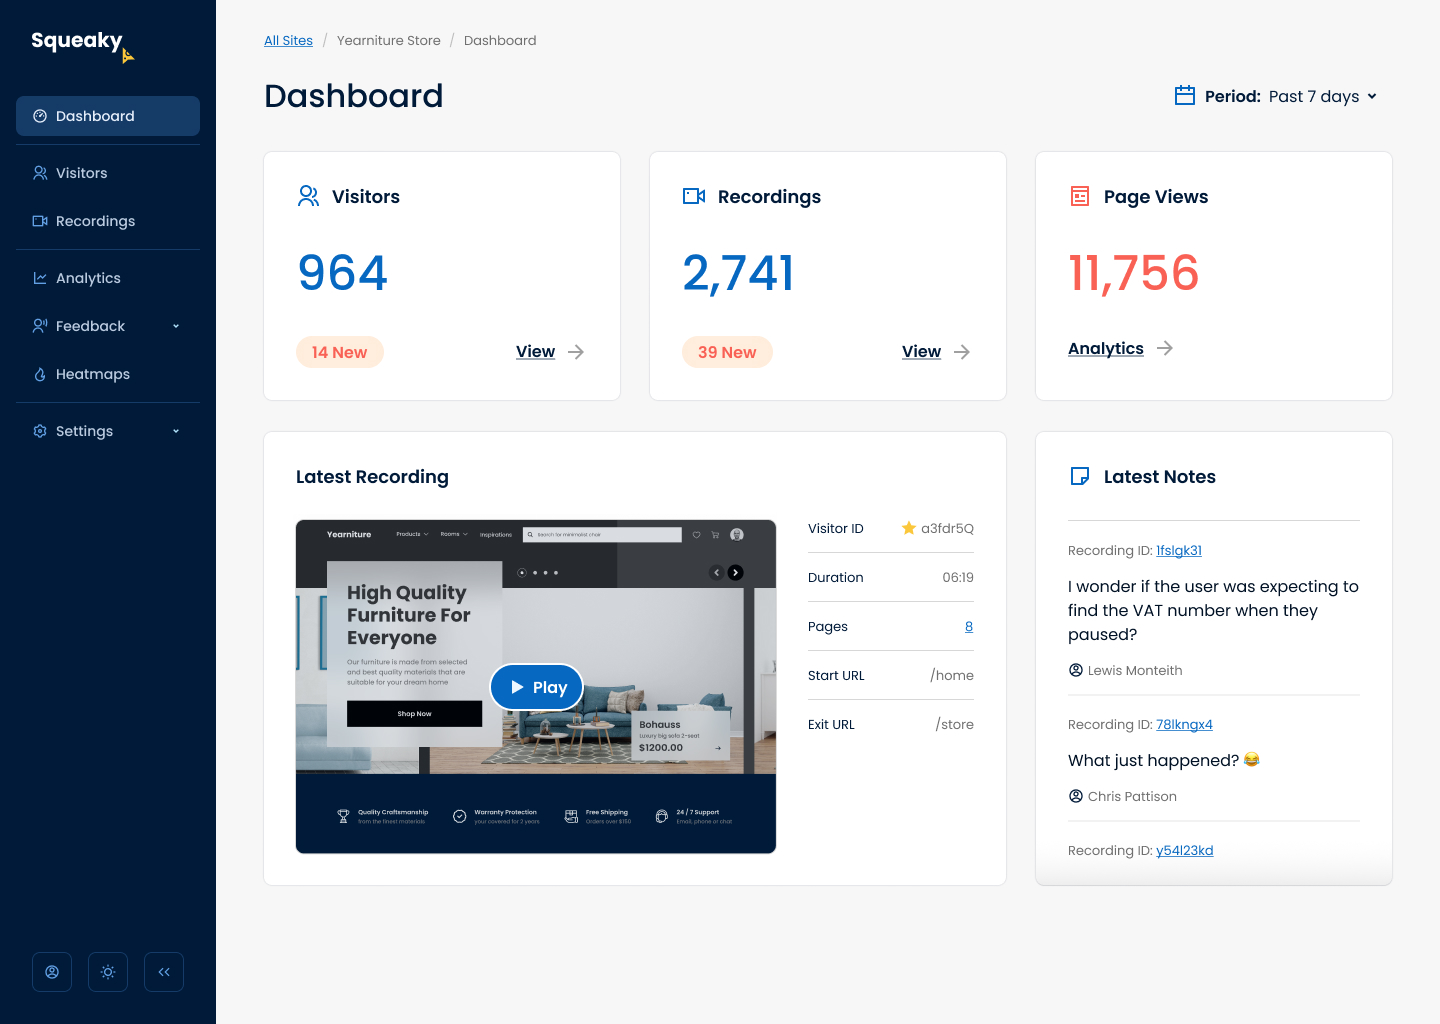 Squeaky
Dashboard
Visitors
Recordings
Analytics
Feedback
Heatmaps
Settings
All Sites / Yearniture Store / Dashboard
Dashboard
Period: Past 7 days
Visitors
964
14 New
View
Recordings
2,741
39 New
View
Page Views
11,756
Analytics
Latest Recording
Yearniture
Products
Rooms
Inspirations
Search for minimalist chair
High Quality
Furniture For
Everyone
Our furniture is made from selected
and best quality materials that are
suitable for your dream home
Shop Now
Play
Bohauss
Luxury big sofa 2-seat
$1200.00
Quality Craftsmanship
from the finest materials
Warranty Protection
your covered for 2 years
Free Shipping
Orders over $150
24 / 7 Support
Email, phone or chat
Visitor ID a3fdr5Q
Duration 06:19
Pages 8
Start URL /home
Exit URL /store
Latest Notes
Recording ID: 1fslgk31
I wonder if the user was expecting to
find the VAT number when they
paused?
Lewis Monteith
Recording ID: 78lkngx4
What just happened? 😂
Chris Pattison
Recording ID: y54l23kd